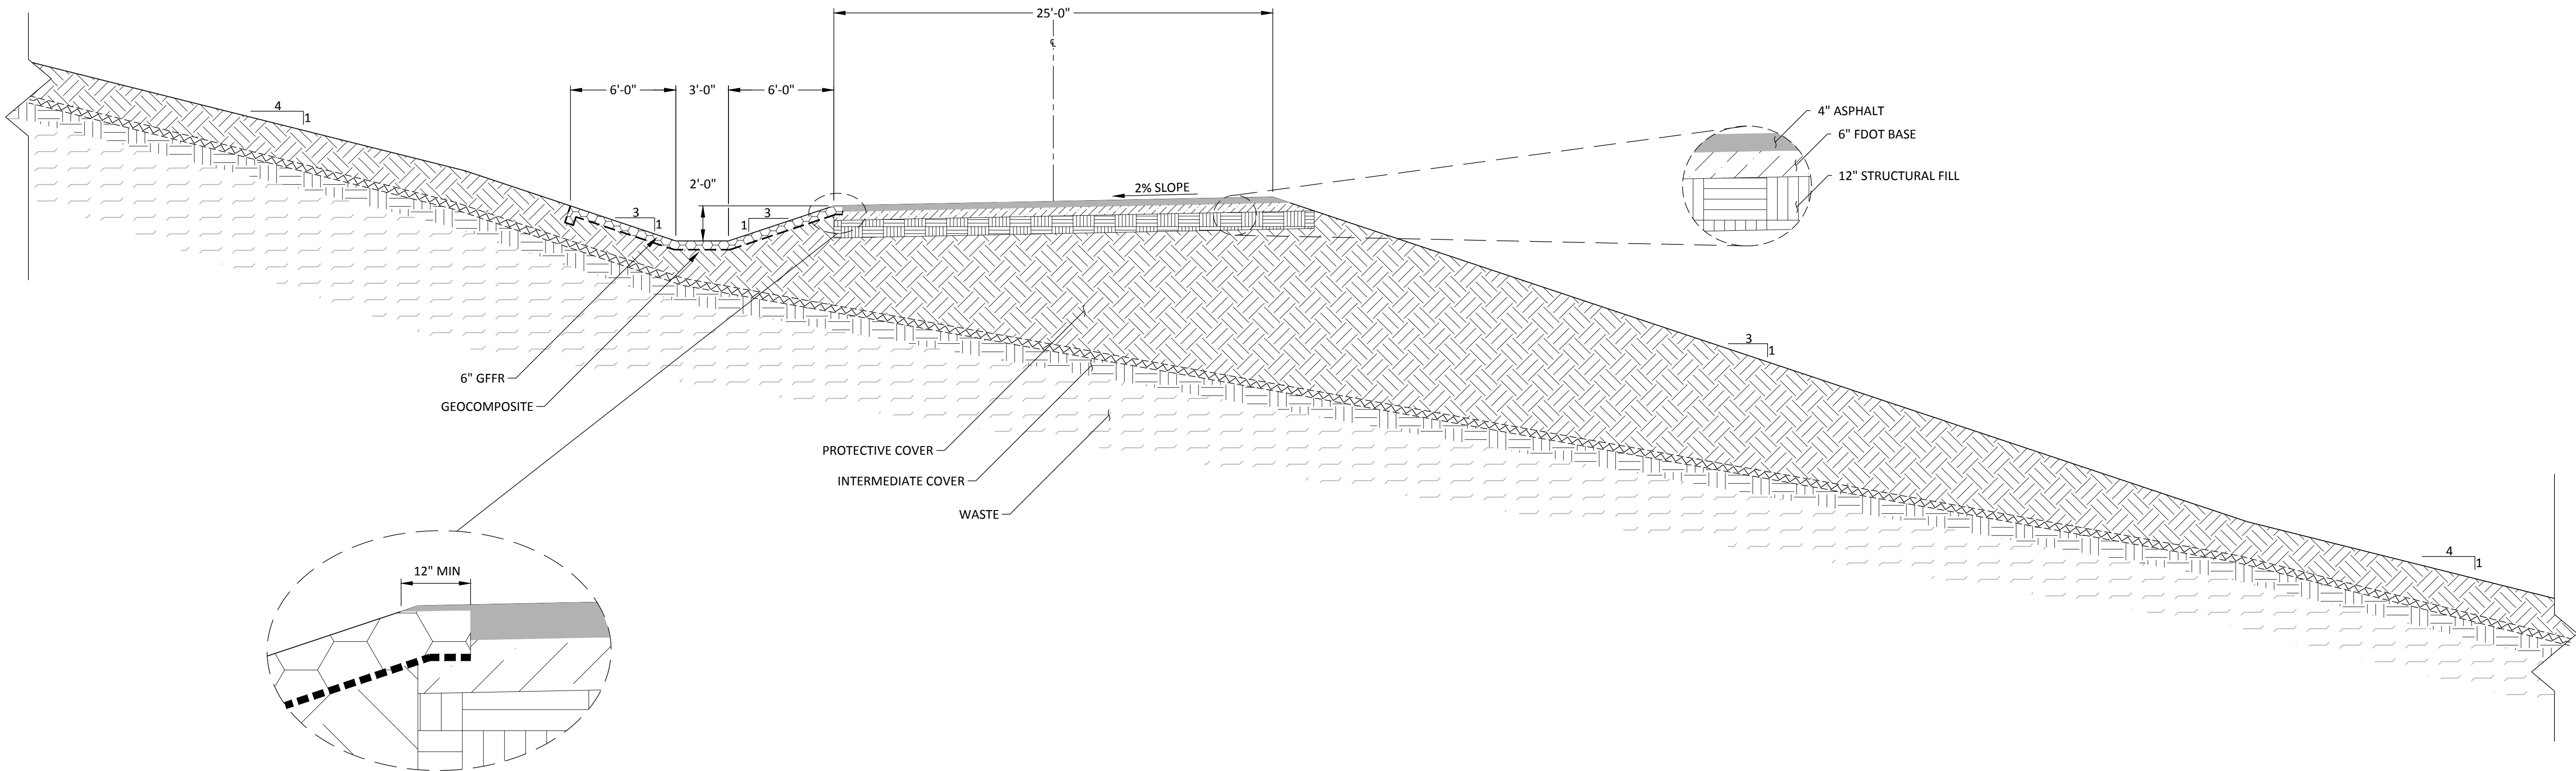 25'-0"
℄
6'-0"
3'-0"
6'-0"
4
1
4" ASPHALT
6" FDOT BASE
12" STRUCTURAL FILL
2'-0"
2% SLOPE
3
1
3
1
3
1
6" GFFR
GEOCOMPOSITE
PROTECTIVE COVER
INTERMEDIATE COVER
WASTE
4
1
12" MIN